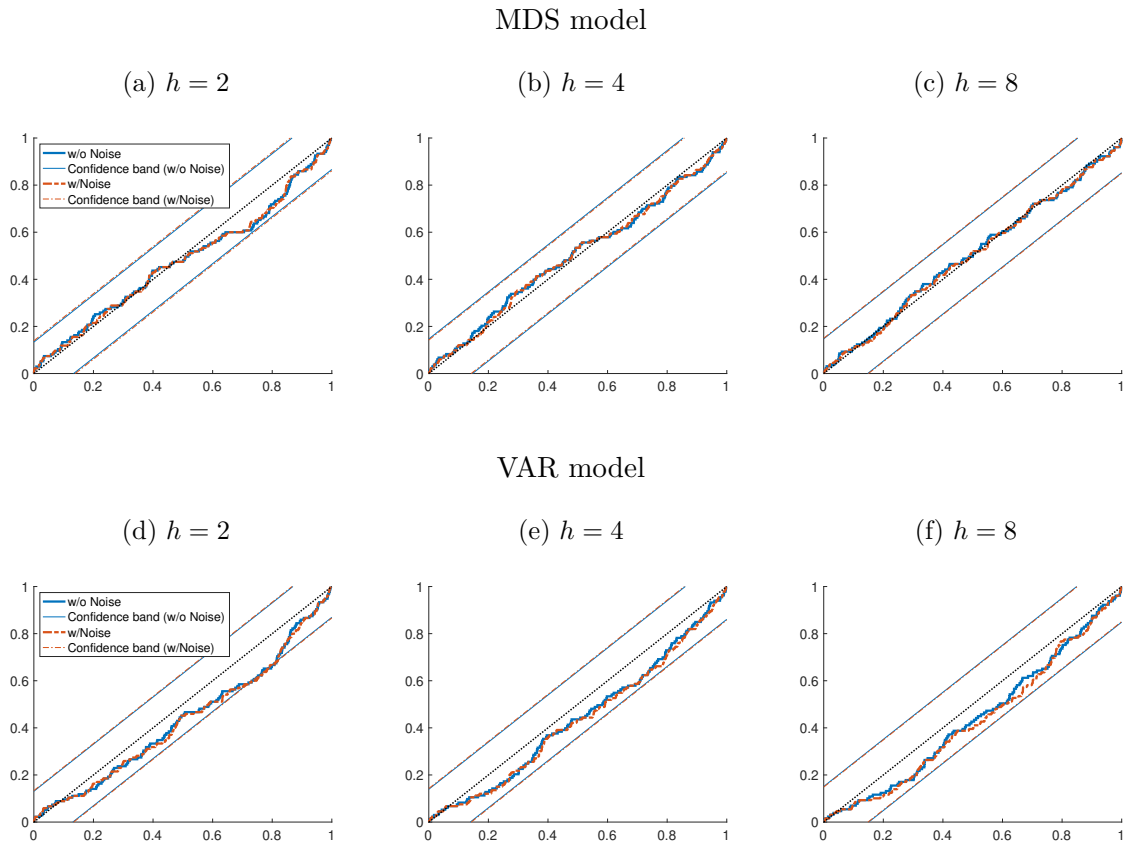 MDS model
(a) h = 2
(b) h = 4
(c) h = 8
1
0.8
0.6
0.4
0.2
0
w/o Noise
Confidence band (w/o Noise)
w/Noise
Confidence band (w/Noise)
0 0.2 0.4 0.6 0.8 1
1
0.8
0.6
0.4
0.2
0
0 0.2 0.4 0.6 0.8 1
1
0.8
0.6
0.4
0.2
0
0 0.2 0.4 0.6 0.8 1
VAR model
(d) h = 2
(e) h = 4
(f) h = 8
1
0.8
0.6
0.4
0.2
0
w/o Noise
Confidence band (w/o Noise)
w/Noise
Confidence band (w/Noise)
0 0.2 0.4 0.6 0.8 1
1
0.8
0.6
0.4
0.2
0
0 0.2 0.4 0.6 0.8 1
1
0.8
0.6
0.4
0.2
0
0 0.2 0.4 0.6 0.8 1